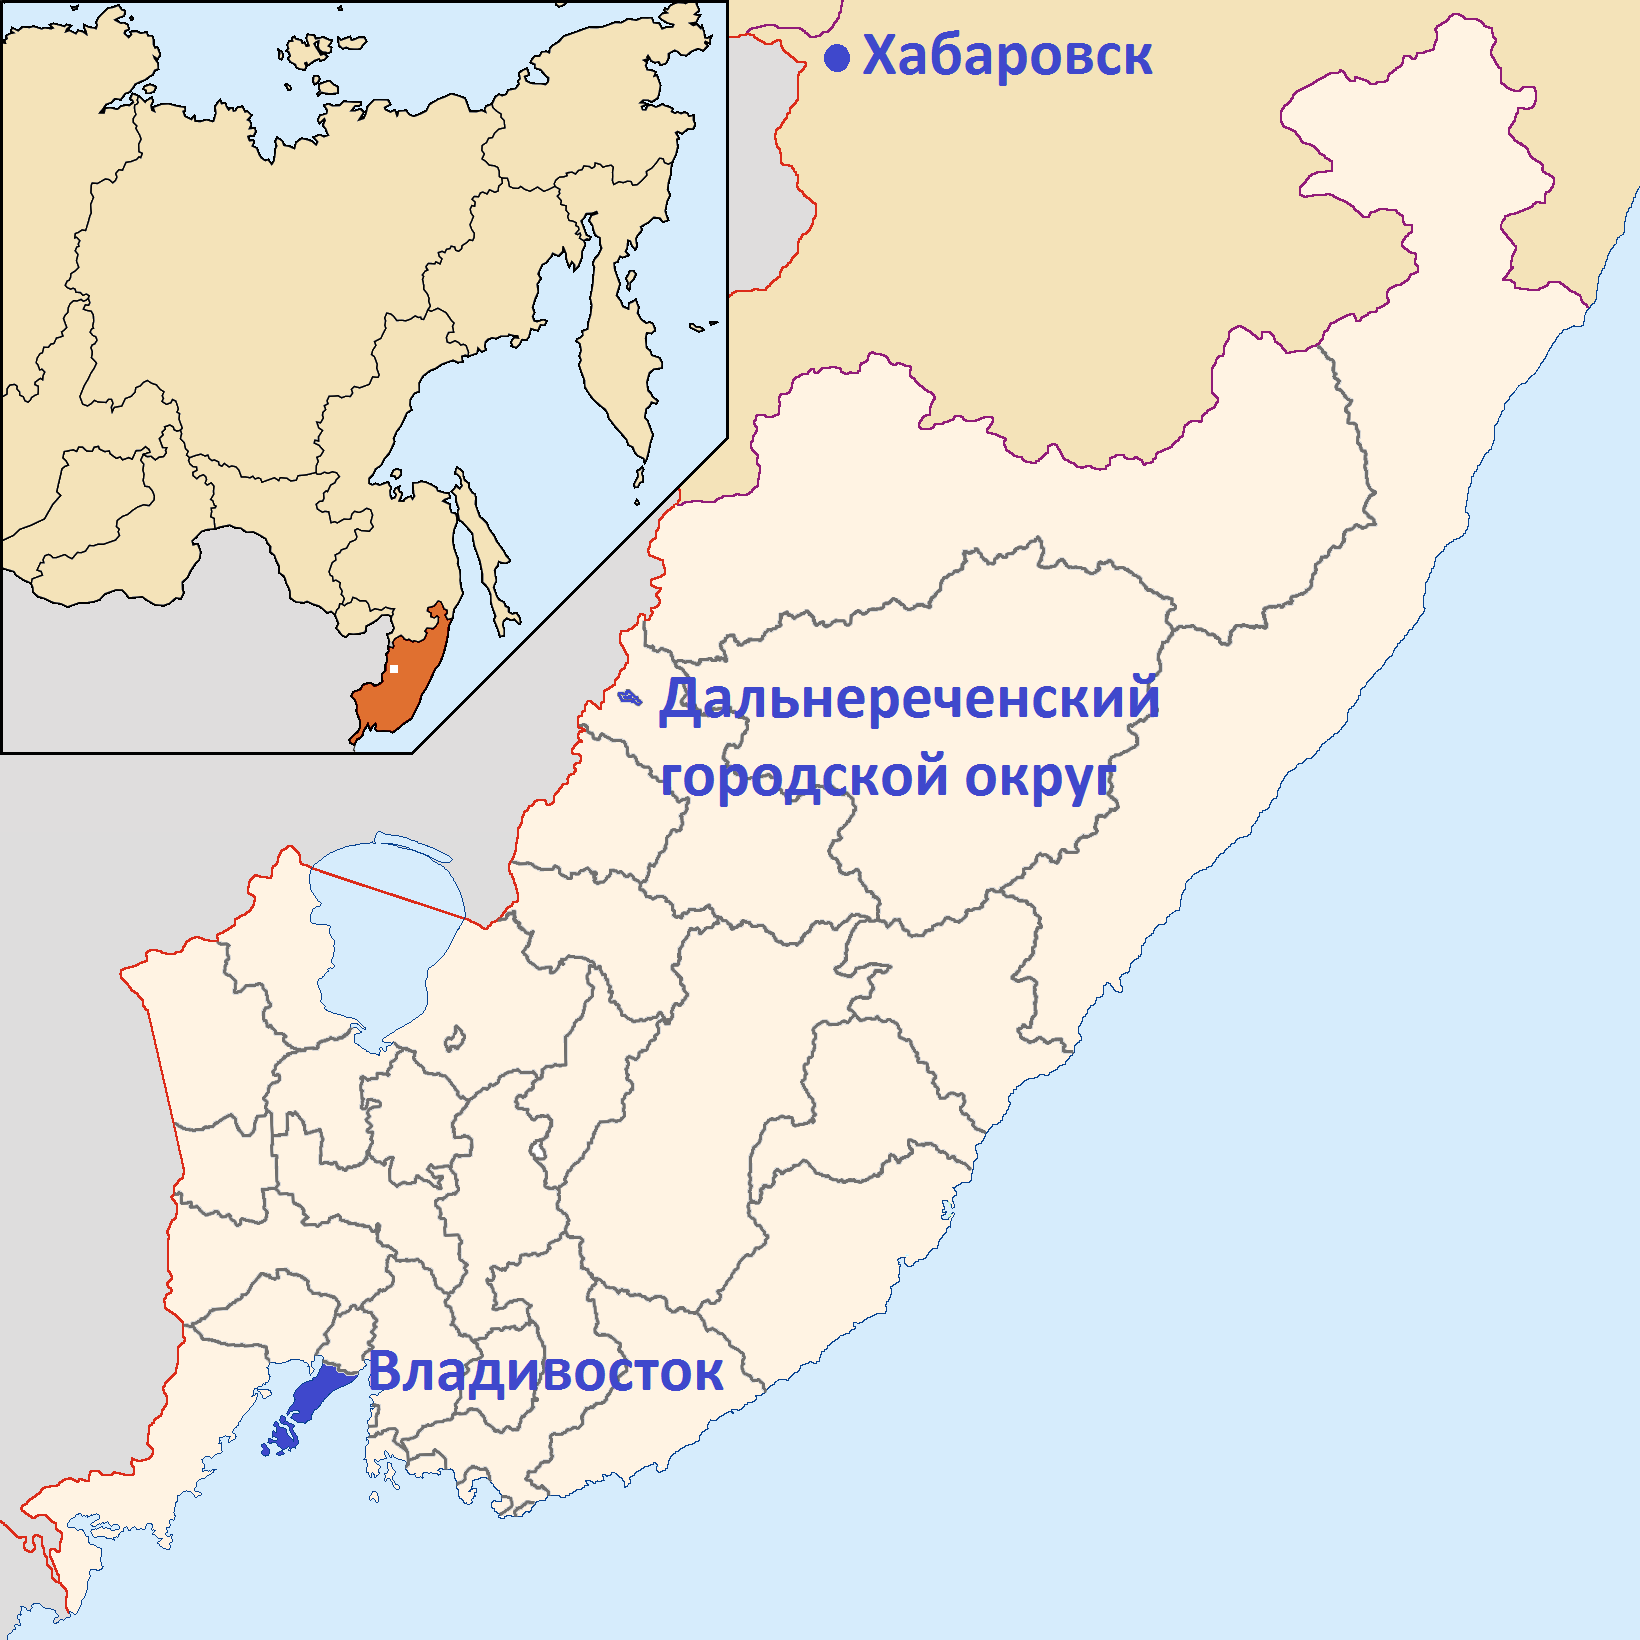 Хабаровск
Дальнереченский
городской округ
Владивосток